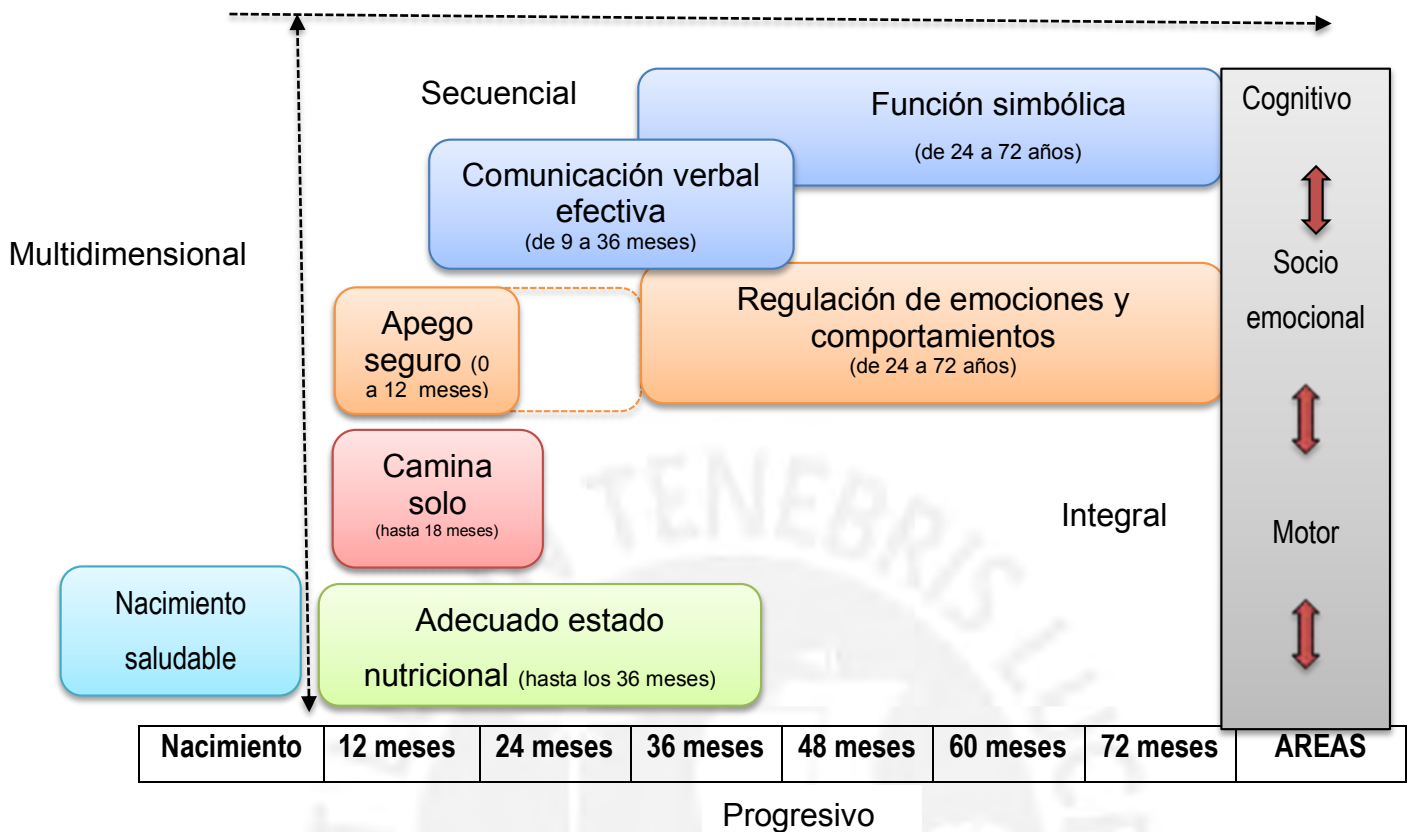 Secuencial
Función simbólica
(de 24 a 72 años)
Cognitivo
Comunicación verbal
efectiva
(de 9 a 36 meses)
Multidimensional
Socio
emocional
Apego
seguro (0
a 12 meses)
Regulación de emociones y
comportamientos
(de 24 a 72 años)
Camina
solo
(hasta 18 meses)
Integral
Motor
Nacimiento
saludable
Adecuado estado
nutricional (hasta los 36 meses)
TENEBRIS LU
Nacimiento 12 meses 24 meses 36 meses 48 meses 60 meses 72 meses AREAS
Progresivo